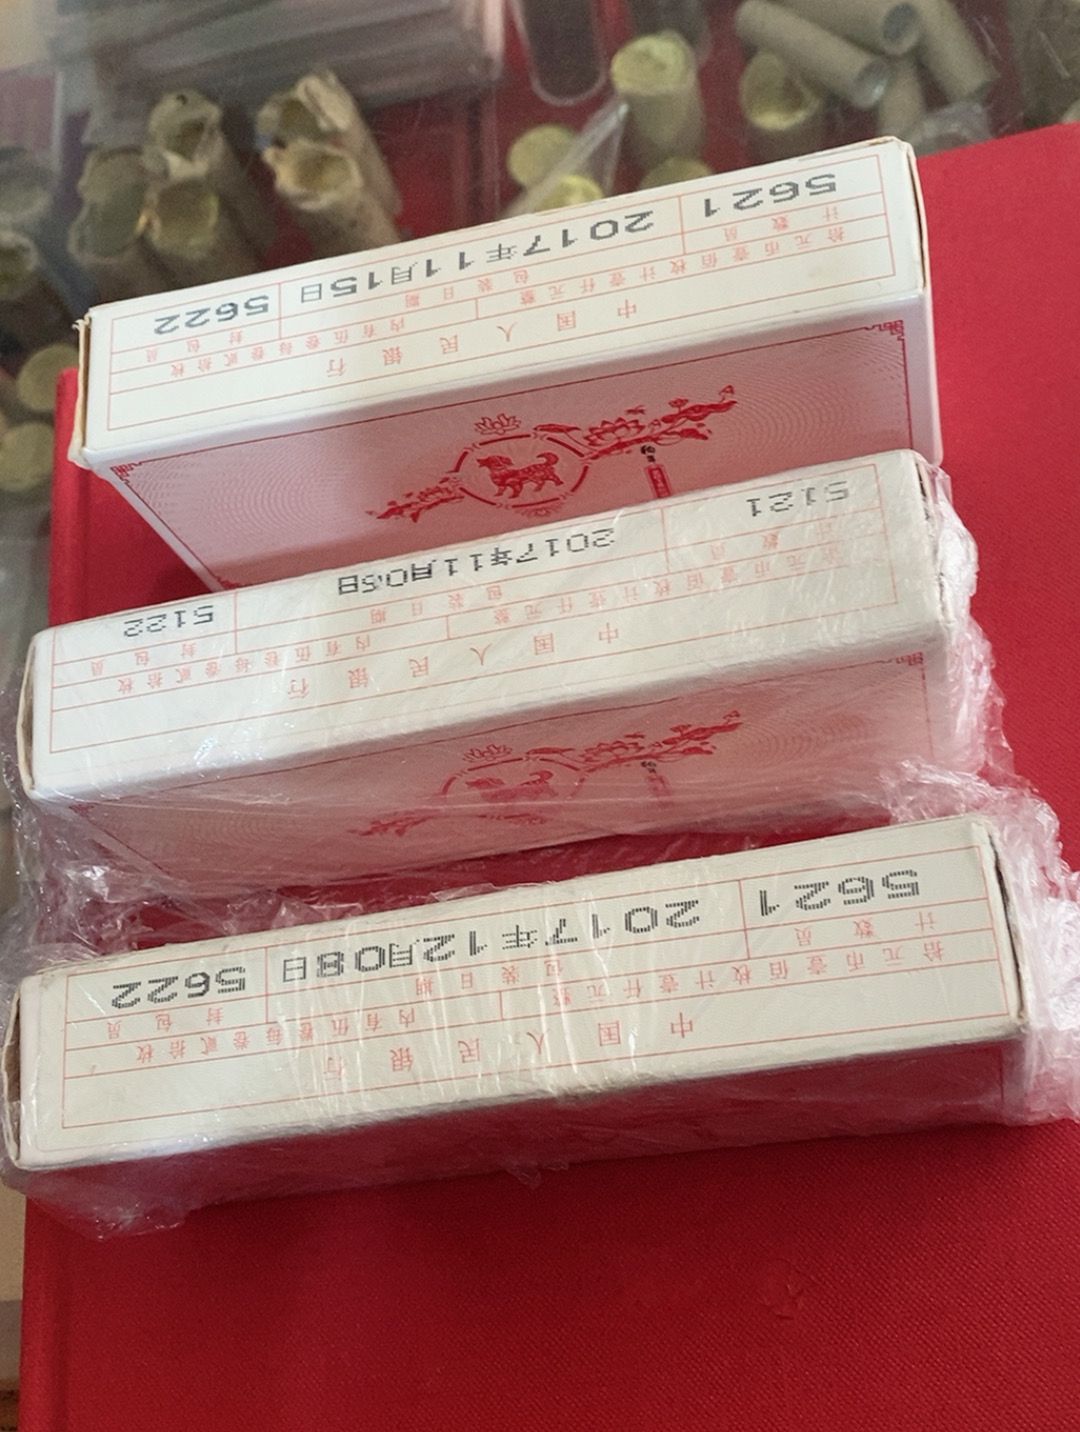 中国人民银行
拾元币壹佰枚计壹仟元整 内有伍卷每卷贰拾枚
计数员 包装日期 封包员
5621 2017年11月15日 5622
中国人民银行
拾元币壹佰枚计壹仟元整 内有伍卷每卷贰拾枚
计数员 包装日期 封包员
5121 2017年11月06日 5122
中国人民银行
拾元币壹佰枚计壹仟元整 内有伍卷每卷贰拾枚
计数员 包装日期 封包员
5621 2017年12月08日 5622